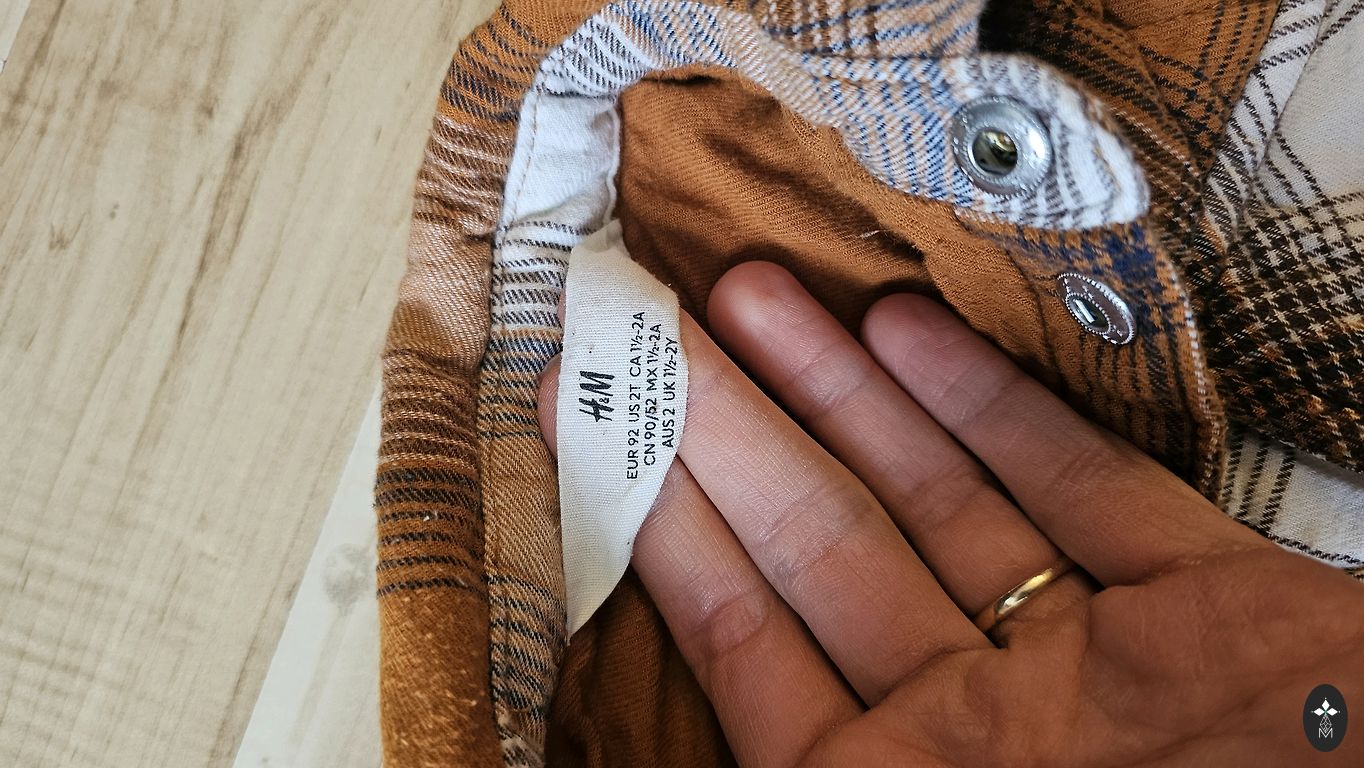 H&M
EUR 92 US 2T CA 1½-2A
CN 90/52 MX 1½-2A
AUS 2 UK 1½-2Y
M